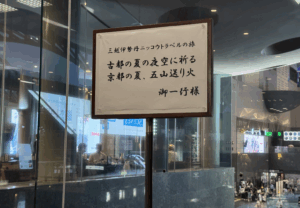 三越伊勢丹ニッコウトラベルの旅
古都の夏の夜空に祈る
京都の夏、五山送り火
御一行様